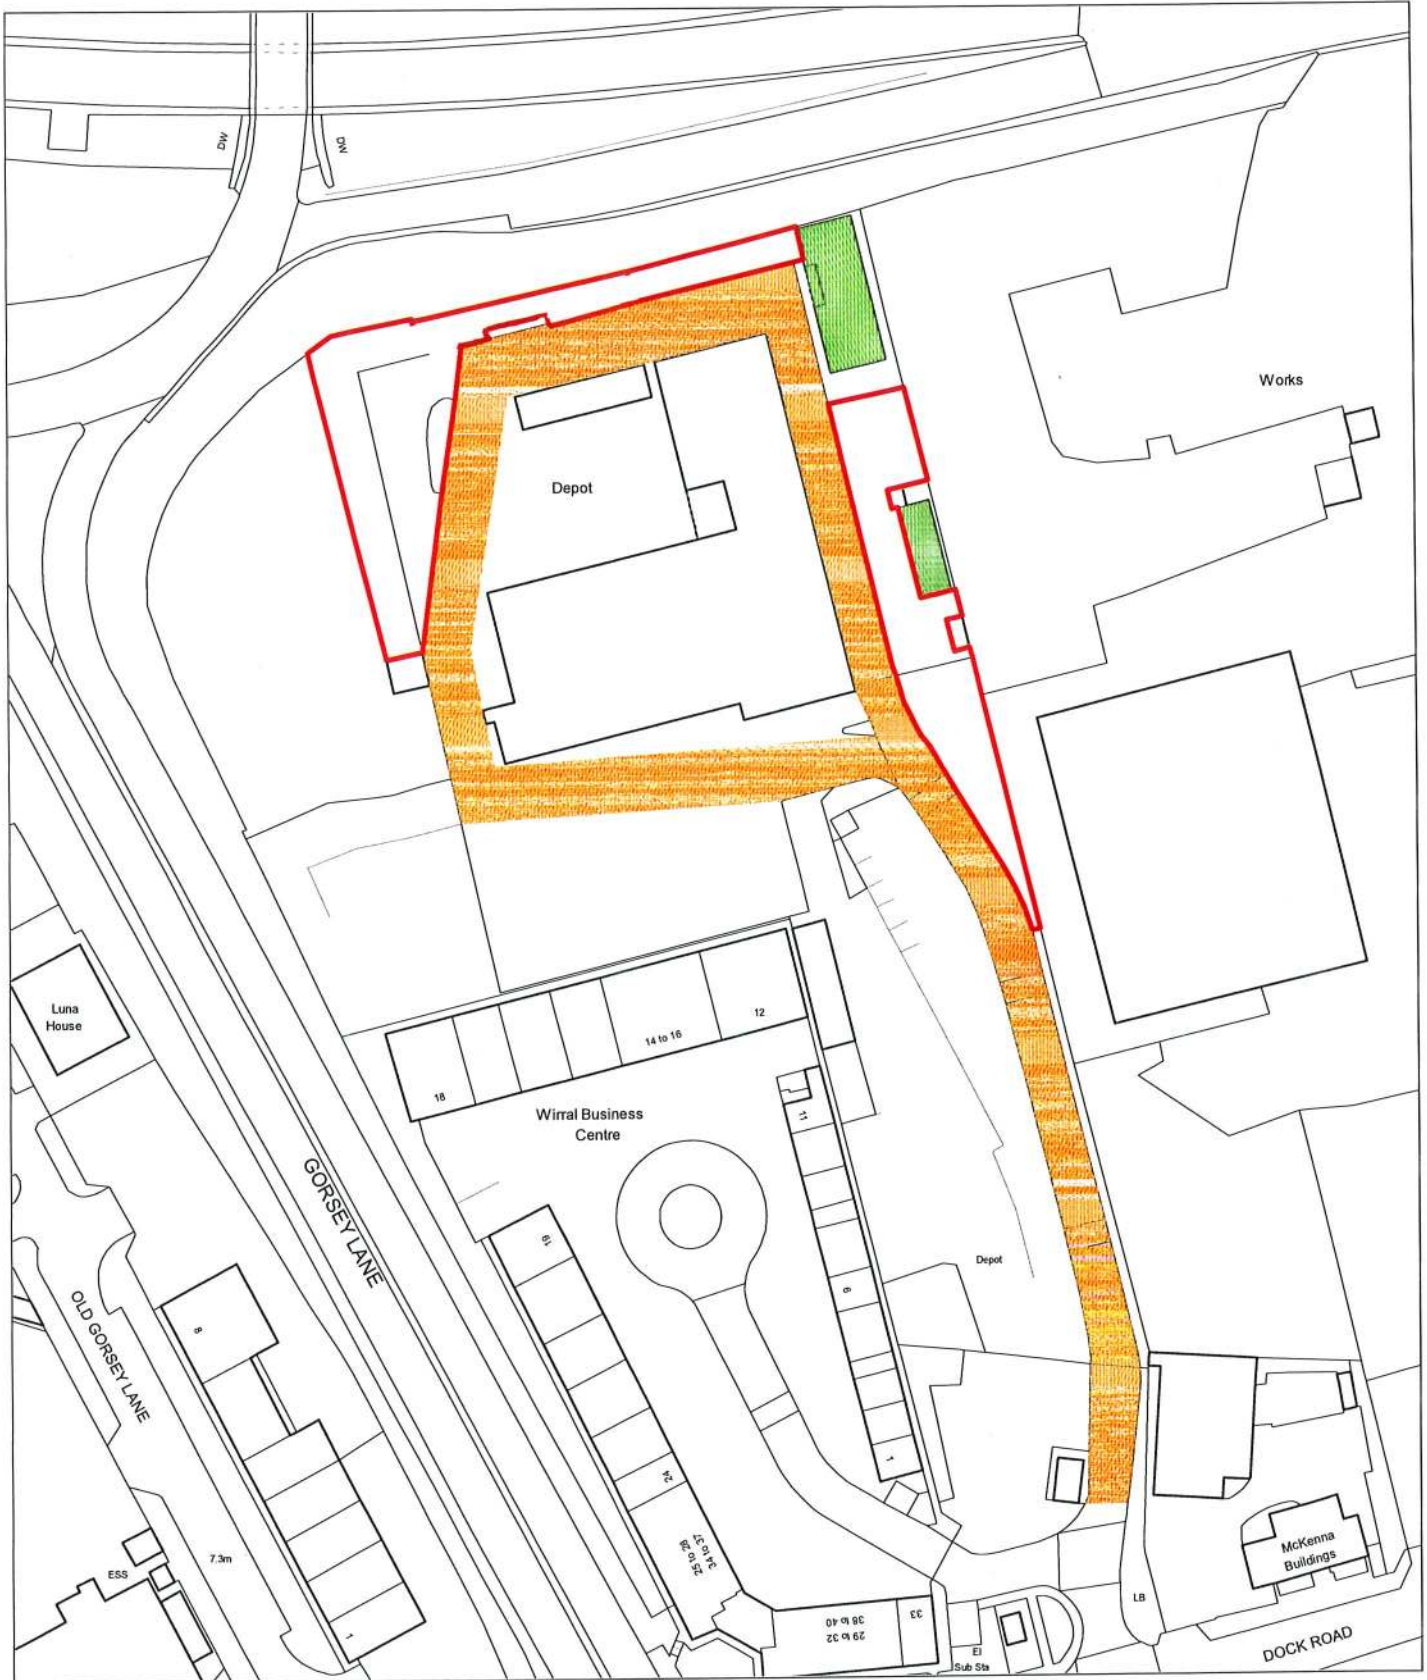 DW
DW
Works
Depot
Luna
House
14 to 16
12
18
Wirral Business
Centre
11
GORSEY LANE
19
Depot
6
OLD GORSEY LANE
8
24
1
25 to 28
34 to 37
McKenna
Buildings
7.3m
ESS
LB
29 to 32
38 to 40
33
1
El
Sub Sta
DOCK ROAD